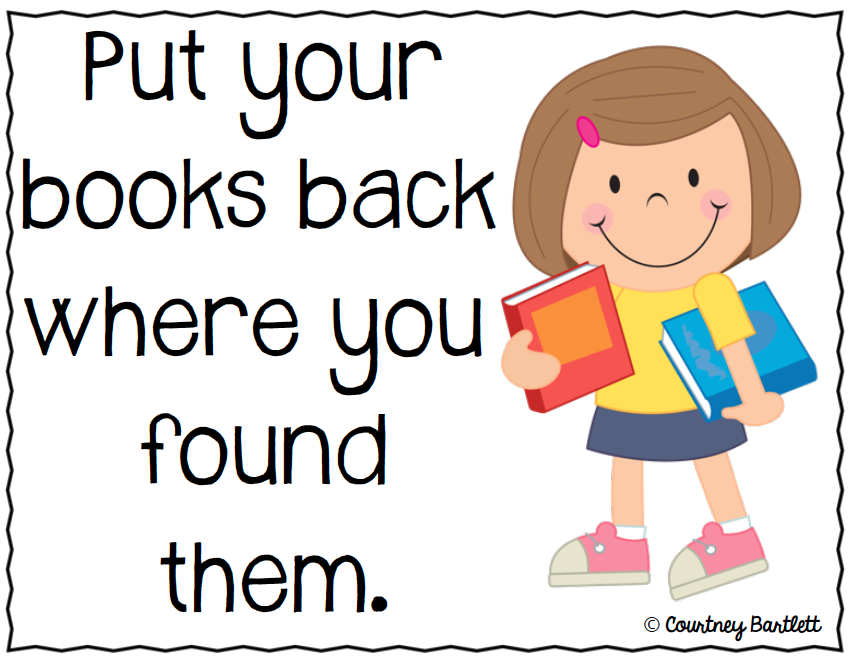 Put your
books back
where you
found
them.
© Courtney Bartlett